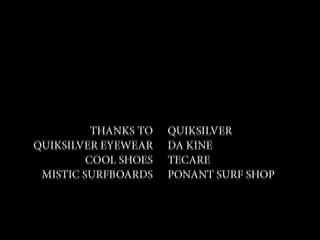 THANKS TO QUIKSILVER
QUIKSILVER EYEWEAR DA KINE
COOL SHOES TECARE
MISTIC SURFBOARDS PONANT SURF SHOP